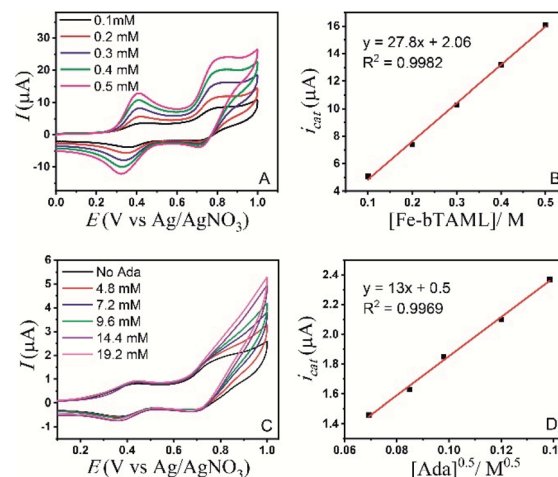 0.1mM
0.2 mM
0.3 mM
0.4 mM
0.5 mM
30
20
10
0
-10
I (μA)
0.0 0.2 0.4 0.6 0.8 1.0
E (V vs Ag/AgNO3)
A
y = 27.8x + 2.06
R² = 0.9982
16
14
12
10
8
6
4
i_cat (μA)
0.1 0.2 0.3 0.4 0.5
[Fe-bTAML]/ M
B
No Ada
4.8 mM
7.2 mM
9.6 mM
14.4 mM
19.2 mM
6
5
4
3
2
1
0
-1
I (μA)
0.2 0.4 0.6 0.8 1.0
E (V vs Ag/AgNO3)
C
y = 13x + 0.5
R² = 0.9969
2.4
2.2
2.0
1.8
1.6
1.4
i_cat (μA)
0.06 0.08 0.10 0.12
[Ada]^0.5/ M^0.5
D